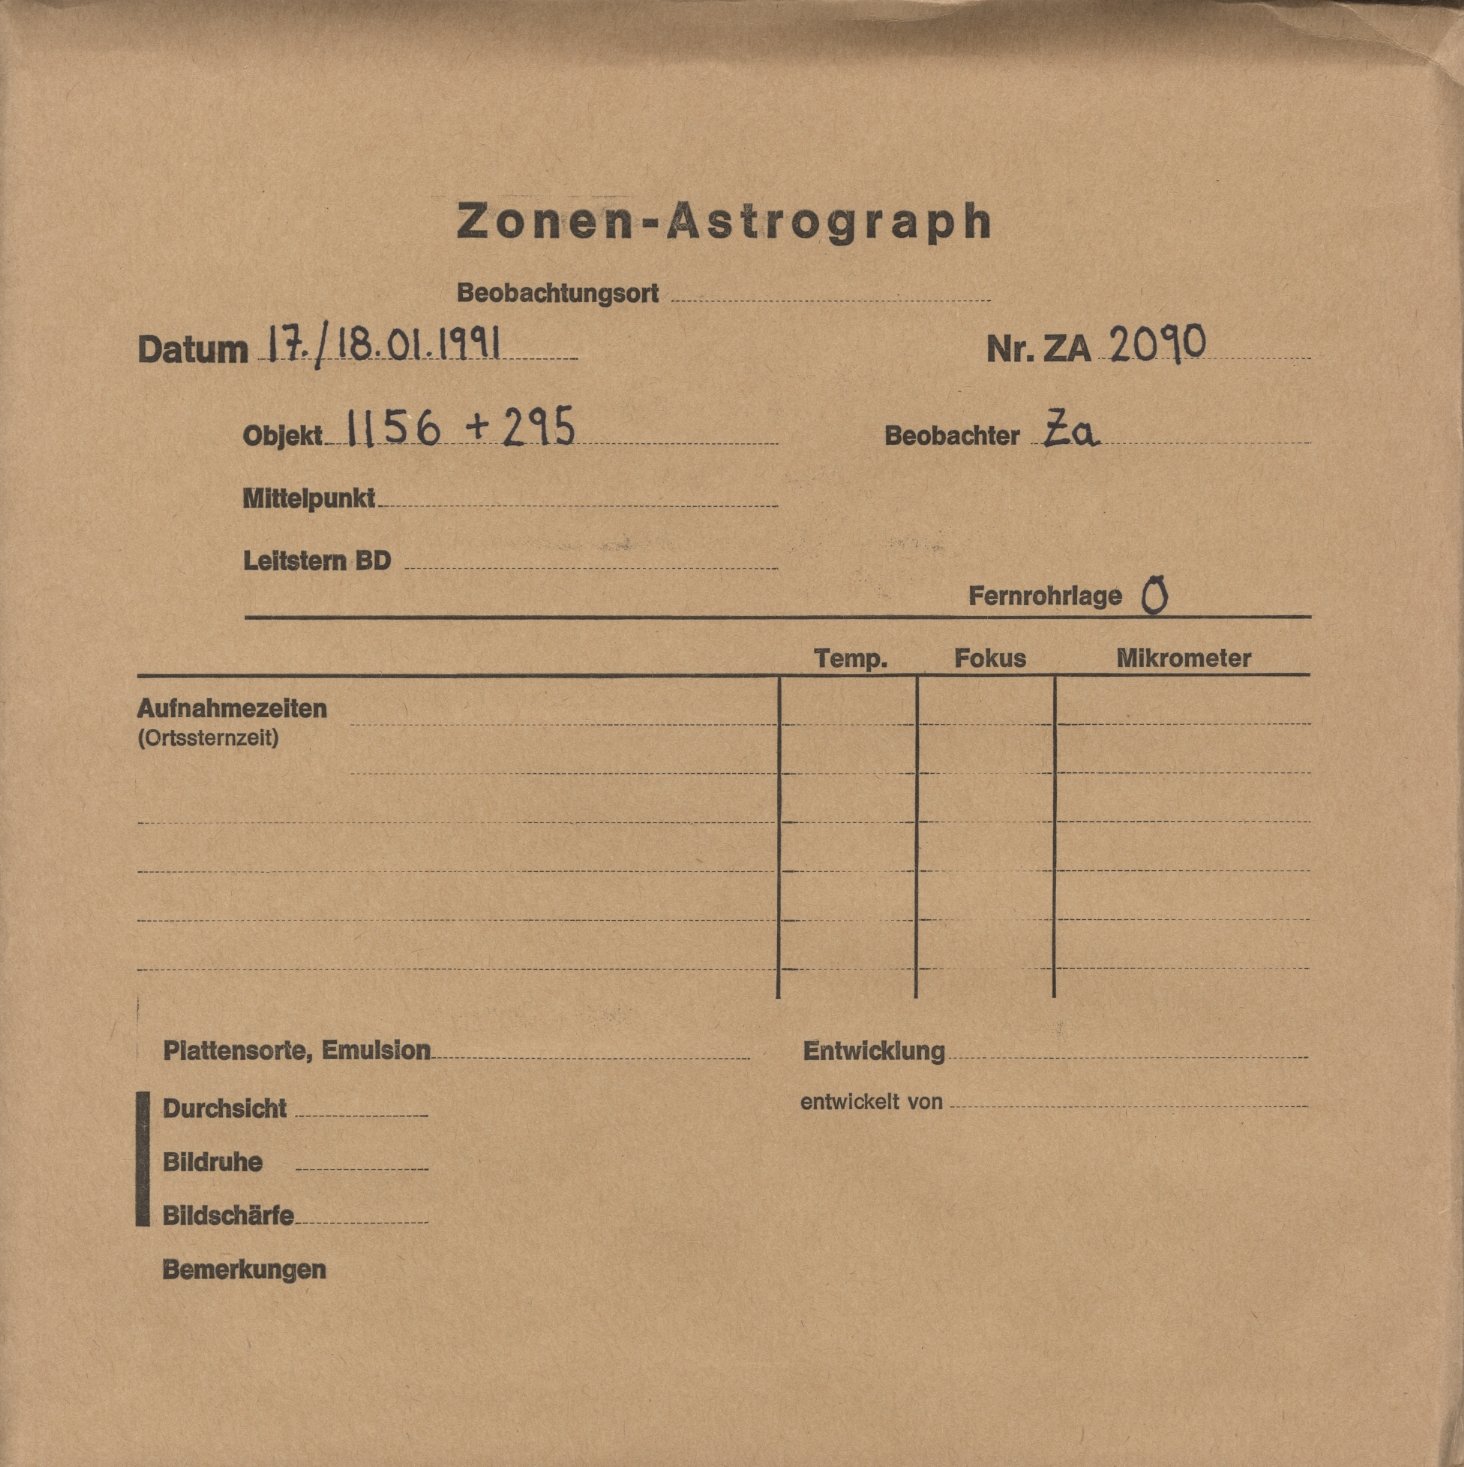 Zonen-Astrograph
Beobachtungsort
Datum 17./18.01.1991 Nr. ZA 2090
Objekt 1156 + 295 Beobachter Za
Mittelpunkt
Leitstern BD
Fernrohrlage O
Temp. Fokus Mikrometer
Aufnahmezeiten
(Ortssternzeit)
Plattensorte, Emulsion Entwicklung
Durchsicht entwickelt von
Bildruhe
Bildschärfe
Bemerkungen